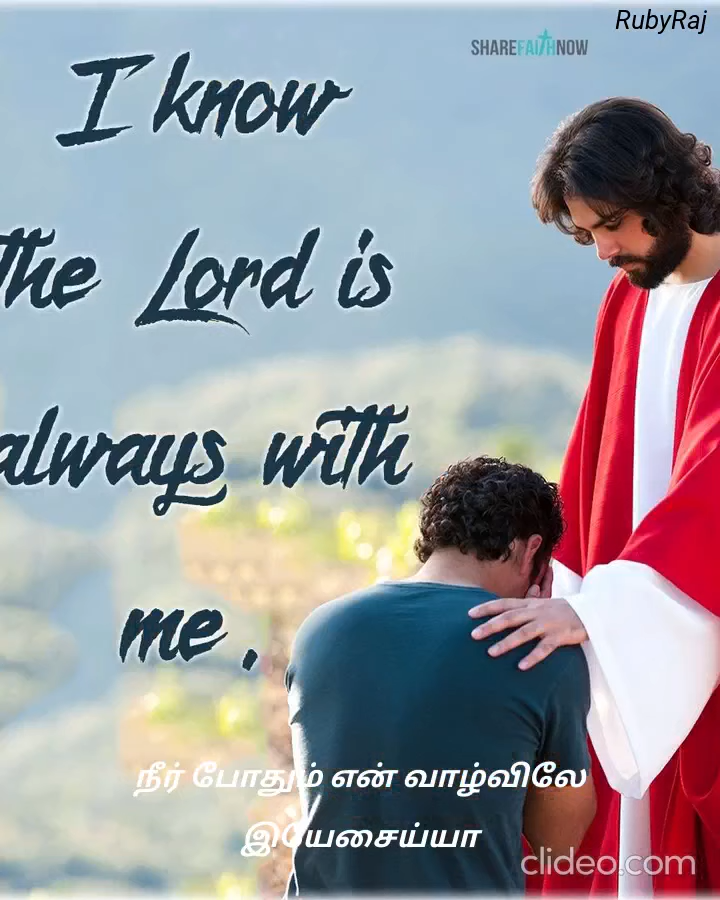 RubyRaj
SHAREFAITHNOW
I know
the Lord is
always with
me .
நீர் போதும் என் வாழ்விலே
இயேசைய்யா
clideo.com